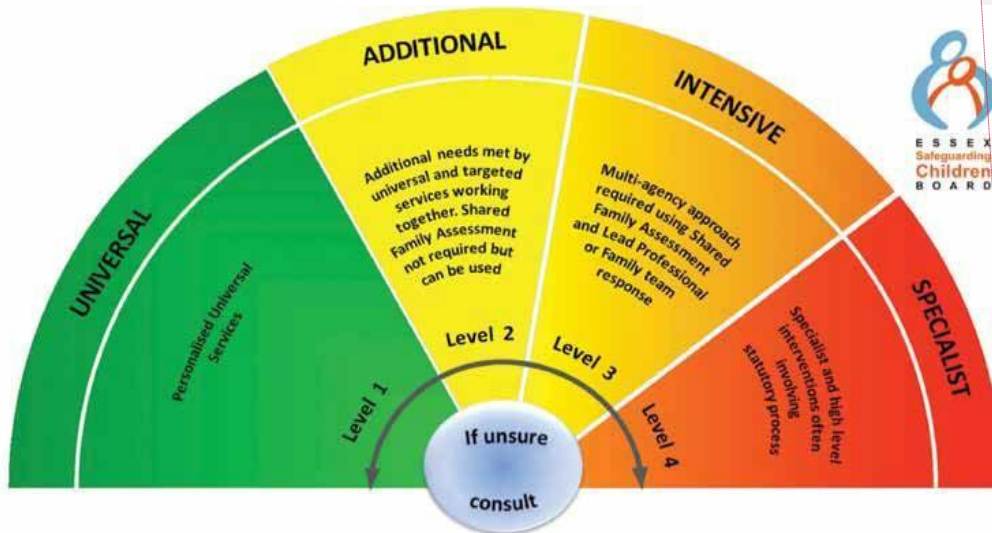 UNIVERSAL
Personalised Universal
Services
Level 1
ADDITIONAL
Additional needs met by
universal and targeted
services working
together. Shared
Family Assessment
not required but
can be used
Level 2
INTENSIVE
Multi-agency approach
required using Shared
Family Assessment
and Lead Professional
or Family team
response
Level 3
SPECIALIST
Specialist and high level
interventions often
involving
statutory process
Level 4
If unsure
consult
ESSEX
Safeguarding
Children
BOARD